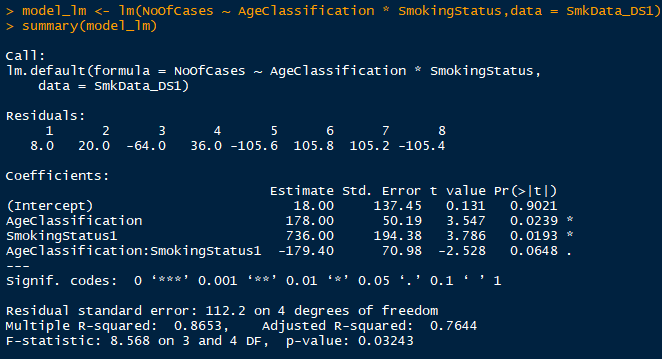 > model_lm <- lm(NoOfCases ~ AgeClassification * SmokingStatus,data = SmkData_DS1)
> summary(model_lm)
Call:
lm.default(formula = NoOfCases ~ AgeClassification * SmokingStatus,
    data = SmkData_DS1)
Residuals:
     1      2      3      4      5      6      7      8
   8.0   20.0  -64.0   36.0 -105.6  105.8  105.2 -105.4
Coefficients:
                                 Estimate Std. Error t value Pr(>|t|)
(Intercept)                         18.00     137.45   0.131   0.9021
AgeClassification                  178.00      50.19   3.547   0.0239 *
SmokingStatus1                     736.00     194.38   3.786   0.0193 *
AgeClassification:SmokingStatus1  -179.40      70.98  -2.528   0.0648 .
---
Signif. codes:  0 ‘***’ 0.001 ‘**’ 0.01 ‘*’ 0.05 ‘.’ 0.1 ‘ ’ 1
Residual standard error: 112.2 on 4 degrees of freedom
Multiple R-squared:  0.8653,    Adjusted R-squared:  0.7644
F-statistic: 8.568 on 3 and 4 DF,  p-value: 0.03243